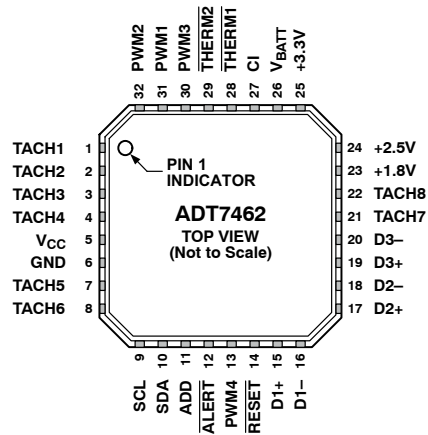 PWM2
PWM1
PWM3
THERM2
THERM1
CI
VBATT
+3.3V
32
31
30
29
28
27
26
25
TACH1 1
TACH2 2
TACH3 3
TACH4 4
VCC 5
GND 6
TACH5 7
TACH6 8
PIN 1
INDICATOR
ADT7462
TOP VIEW
(Not to Scale)
24 +2.5V
23 +1.8V
22 TACH8
21 TACH7
20 D3–
19 D3+
18 D2–
17 D2+
9
10
11
12
13
14
15
16
SCL
SDA
ADD
ALERT
PWM4
RESET
D1+
D1–